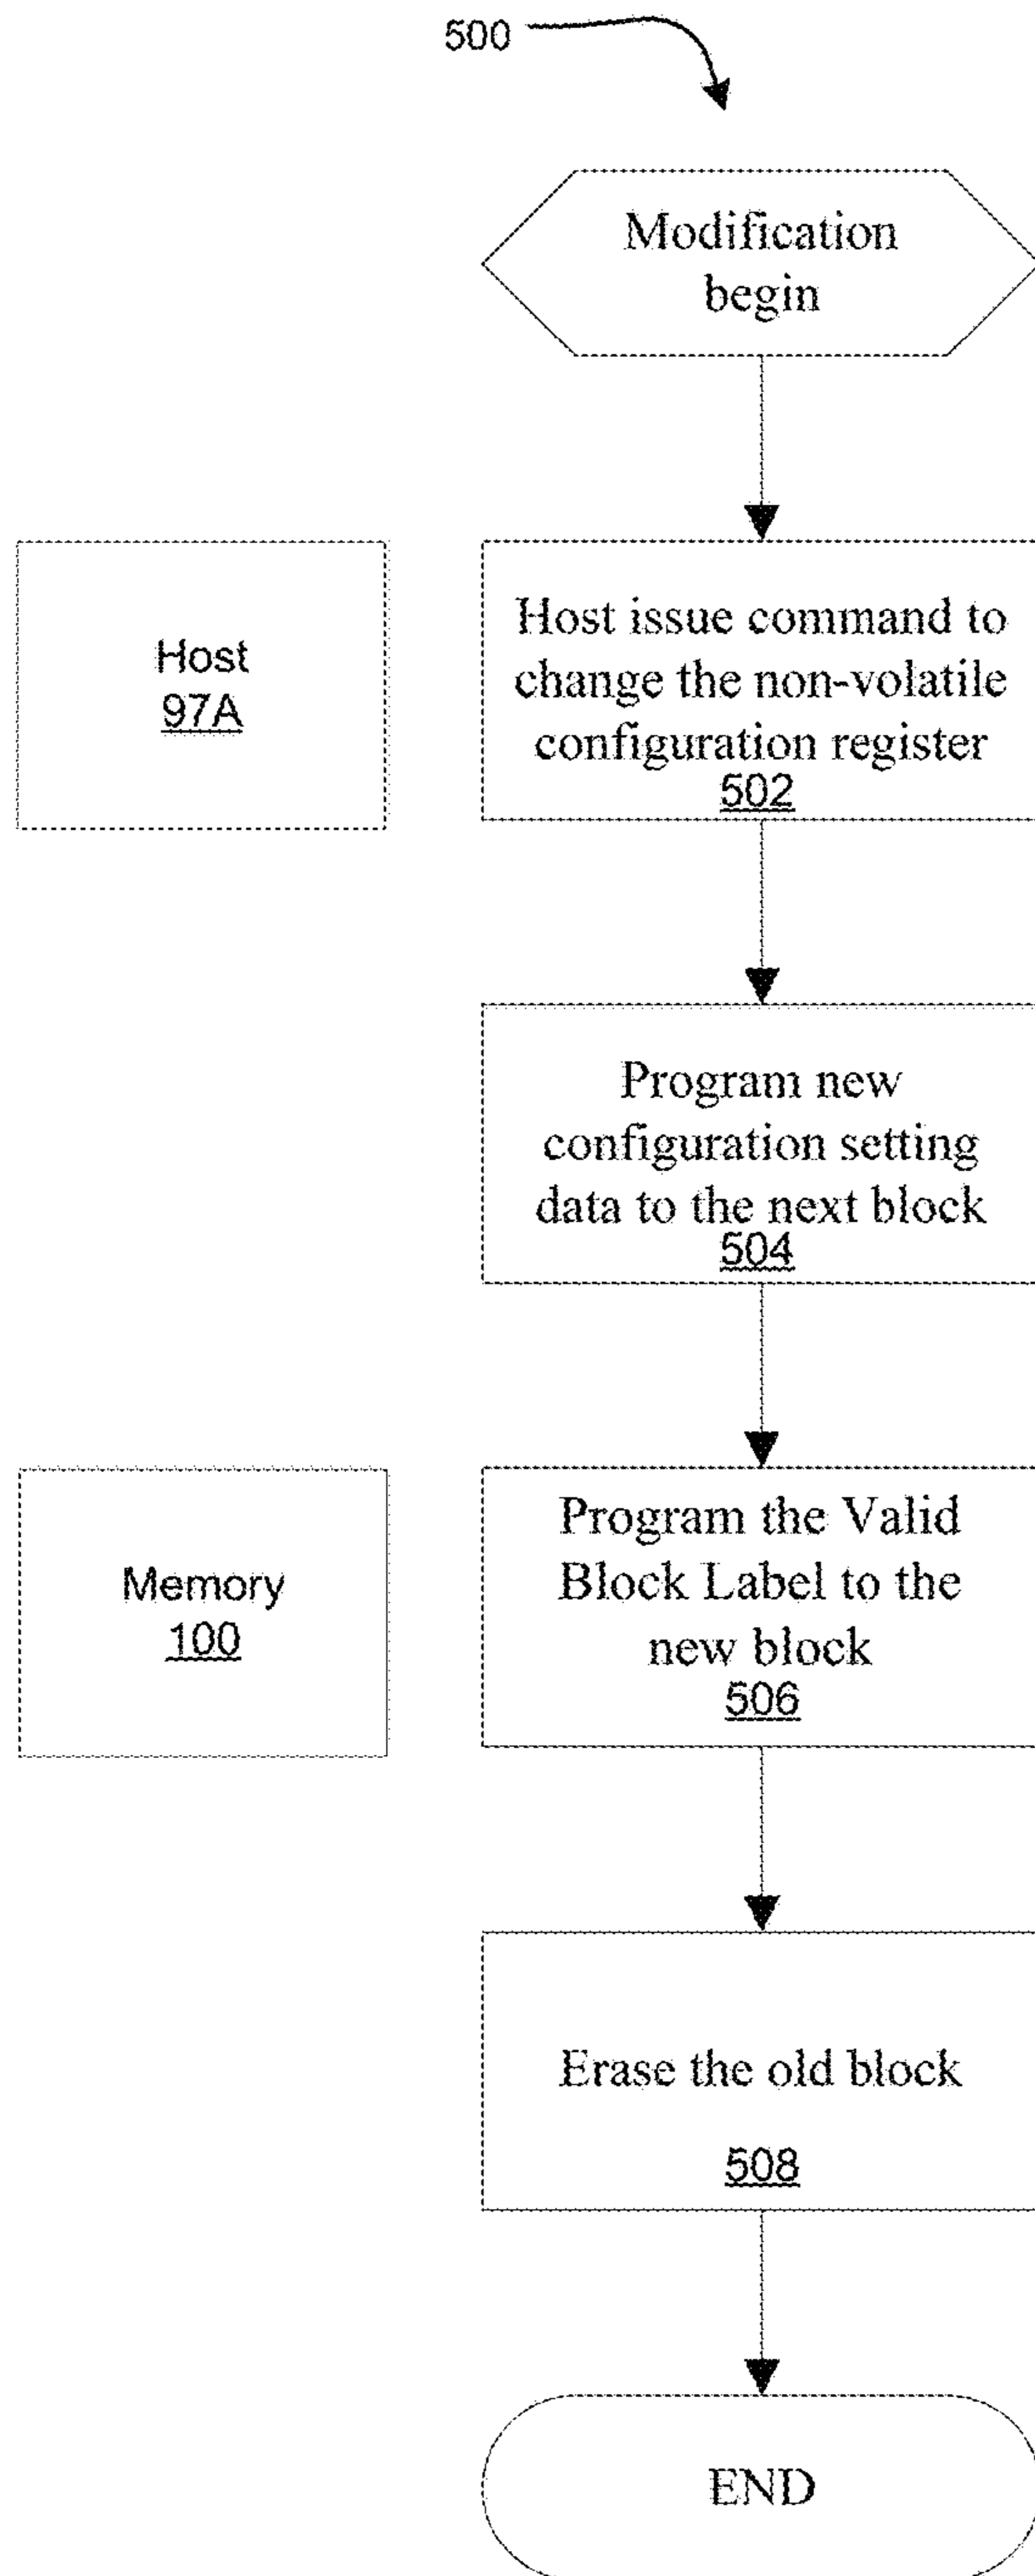 500
Modification
begin
Host
97A
Host issue command to
change the non-volatile
configuration register
502
Program new
configuration setting
data to the next block
504
Memory
100
Program the Valid
Block Label to the
new block
506
Erase the old block
508
END